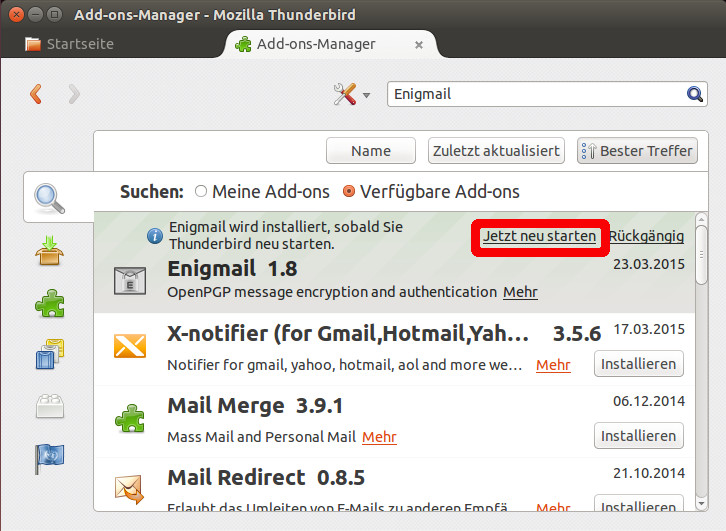 Add-ons-Manager - Mozilla Thunderbird
Startseite
Add-ons-Manager
Enigmail
Name
Zuletzt aktualisiert
Bester Treffer
Suchen: Meine Add-ons Verfügbare Add-ons
Enigmail wird installiert, sobald Sie
Thunderbird neu starten.
Jetzt neu starten
Rückgängig
Enigmail 1.8
23.03.2015
OpenPGP message encryption and authentication Mehr
X-notifier (for Gmail,Hotmail,Yah… 3.5.6
17.03.2015
Notifier for gmail, yahoo, hotmail, aol and more we… Mehr
Installieren
Mail Merge 3.9.1
06.12.2014
Mass Mail and Personal Mail Mehr
Installieren
Mail Redirect 0.8.5
21.10.2014
Erlaubt das Umleiten von E-Mails zu anderen Empfä… Mehr
Installieren